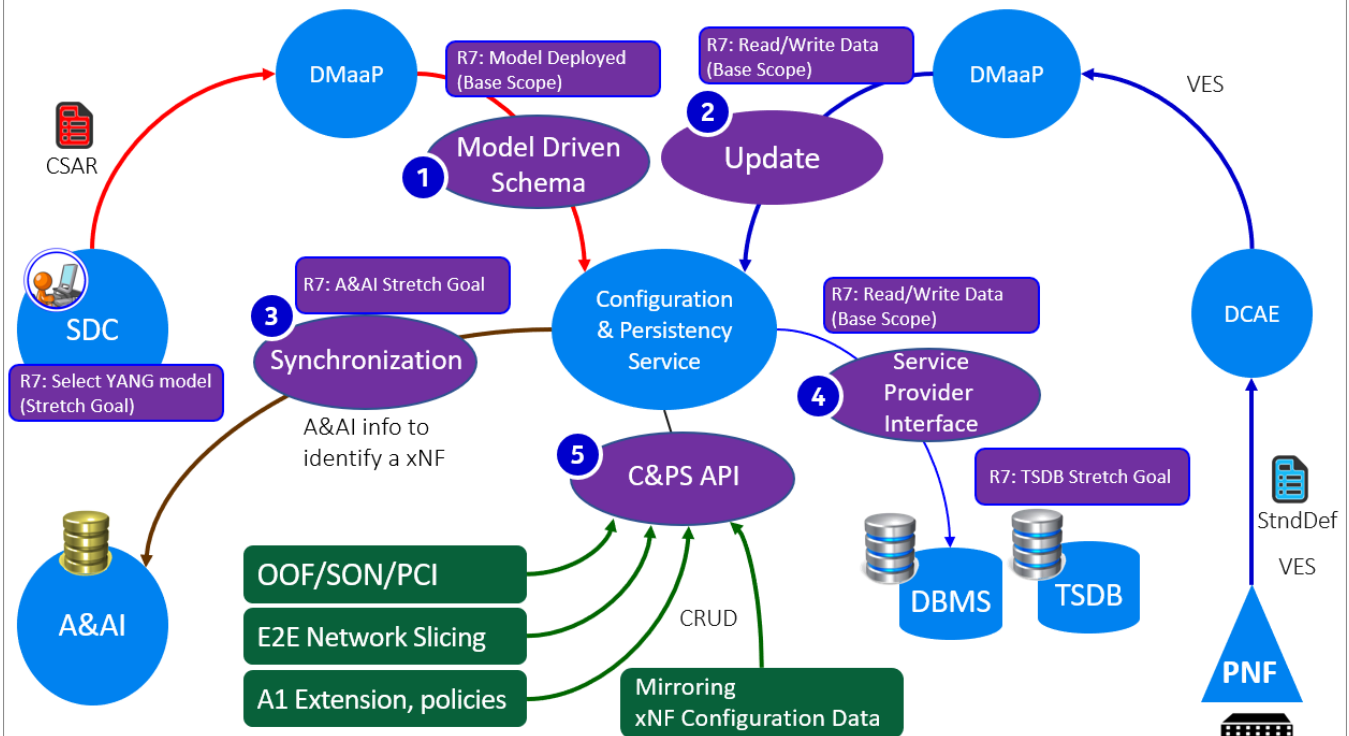 DMaaP
R7: Model Deployed
(Base Scope)
R7: Read/Write Data
(Base Scope)
DMaaP
VES
CSAR
1
Model Driven
Schema
2
Update
SDC
R7: Select YANG model
(Stretch Goal)
R7: A&AI Stretch Goal
3
Synchronization
A&AI info to
identify a xNF
Configuration
& Persistency
Service
R7: Read/Write Data
(Base Scope)
4
Service
Provider
Interface
DCAE
5
C&PS API
R7: TSDB Stretch Goal
StndDef
VES
A&AI
OOF/SON/PCI
E2E Network Slicing
A1 Extension, policies
CRUD
Mirroring
xNF Configuration Data
DBMS
TSDB
PNF